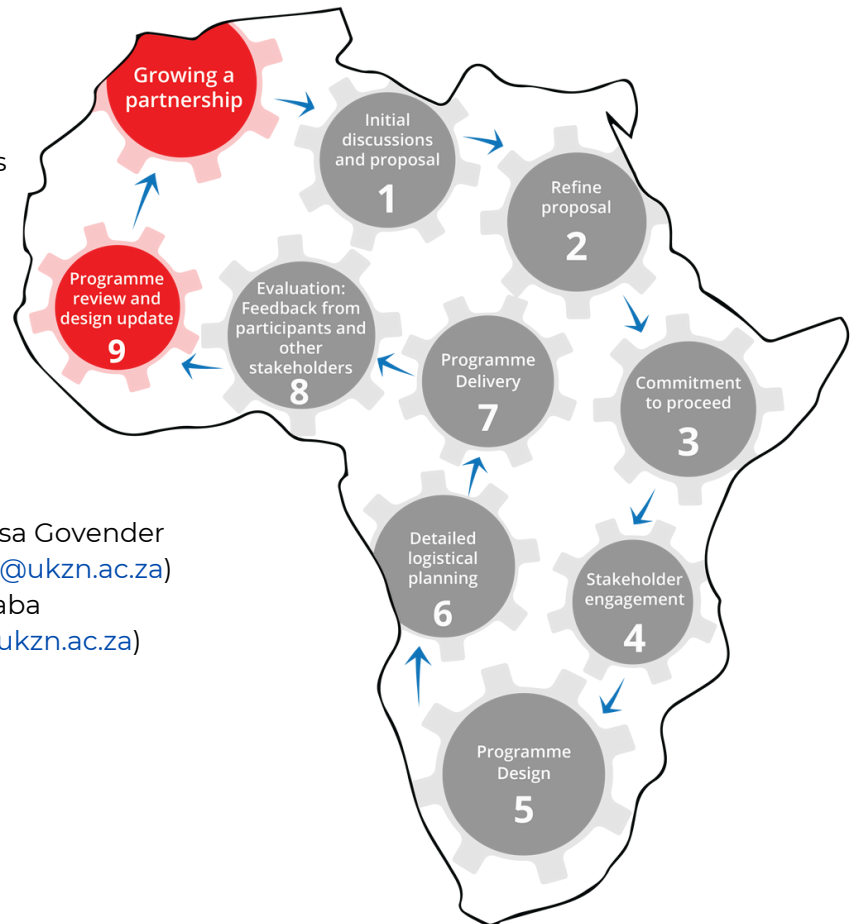 Growing a
partnership
Initial
discussions
and proposal
1
Refine
proposal
2
Commitment
to proceed
3
Stakeholder
engagement
4
Programme
Design
5
Detailed
logistical
planning
6
Programme
Delivery
7
Evaluation:
Feedback from
participants and
other
stakeholders
8
Programme
review and
design update
9
s
sa Govender
@ukzn.ac.za)
aba
ukzn.ac.za)